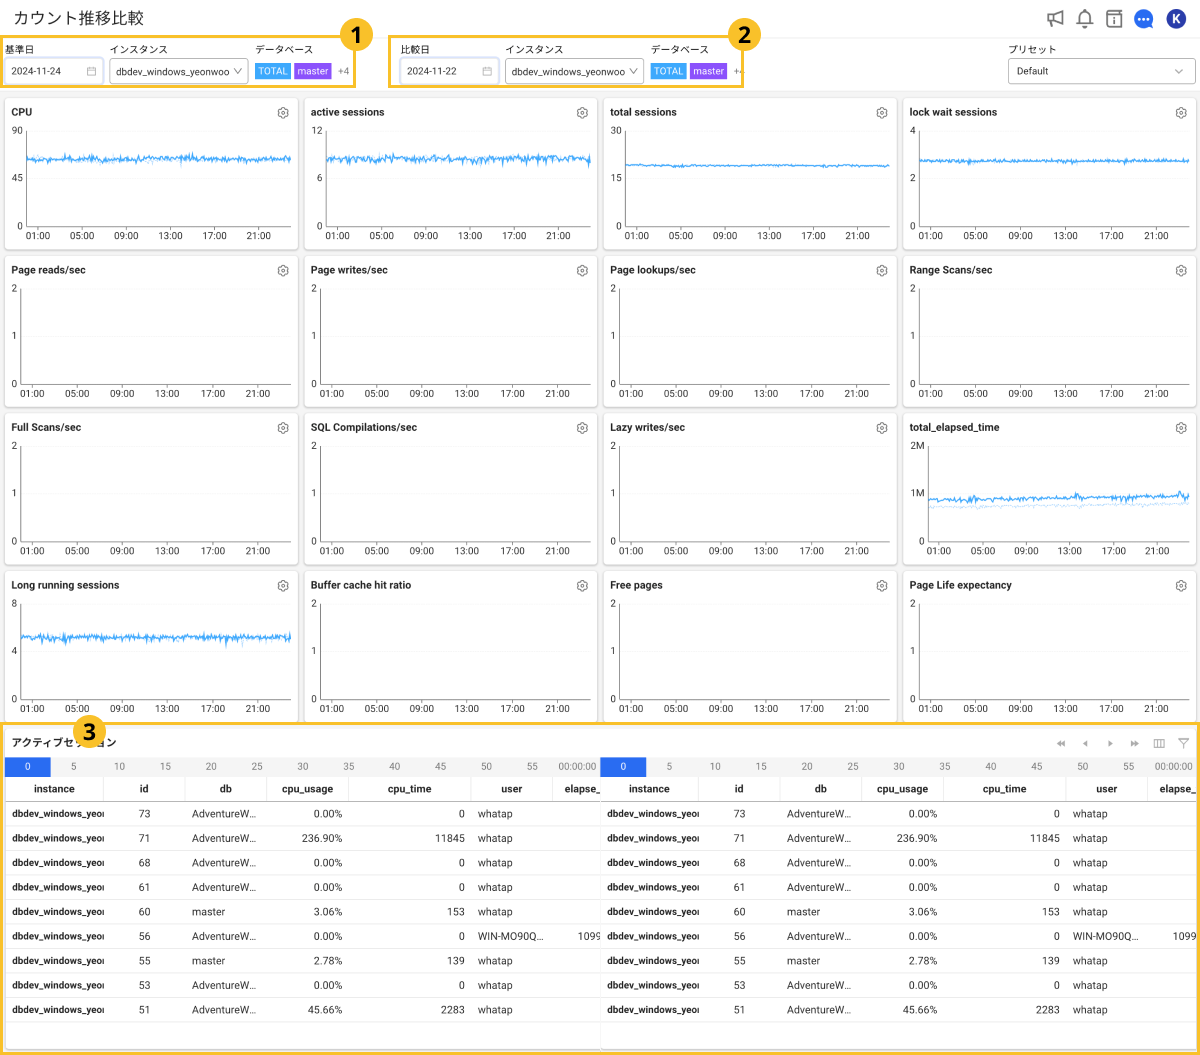 カウント推移比較
K
1
2
基準日 インスタンス データベース
比較日 インスタンス データベース
プリセット
2024-11-24 dbdev_windows_yeonwoo TOTAL master +4
2024-11-22 dbdev_windows_yeonwoo TOTAL master
Default
CPU
90
45
0
01:00 05:00 09:00 13:00 17:00 21:00
active sessions
12
6
0
01:00 05:00 09:00 13:00 17:00 21:00
total sessions
30
15
0
01:00 05:00 09:00 13:00 17:00 21:00
lock wait sessions
4
2
0
01:00 05:00 09:00 13:00 17:00 21:00
Page reads/sec
2
1
0
01:00 05:00 09:00 13:00 17:00 21:00
Page writes/sec
2
1
0
01:00 05:00 09:00 13:00 17:00 21:00
Page lookups/sec
2
1
0
01:00 05:00 09:00 13:00 17:00 21:00
Range Scans/sec
2
1
0
01:00 05:00 09:00 13:00 17:00 21:00
Full Scans/sec
2
1
0
01:00 05:00 09:00 13:00 17:00 21:00
SQL Compilations/sec
2
1
0
01:00 05:00 09:00 13:00 17:00 21:00
Lazy writes/sec
2
1
0
01:00 05:00 09:00 13:00 17:00 21:00
total_elapsed_time
2M
1M
0
01:00 05:00 09:00 13:00 17:00 21:00
Long running sessions
8
4
0
01:00 05:00 09:00 13:00 17:00 21:00
Buffer cache hit ratio
2
1
0
01:00 05:00 09:00 13:00 17:00 21:00
Free pages
2
1
0
01:00 05:00 09:00 13:00 17:00 21:00
Page Life expectancy
2
1
0
01:00 05:00 09:00 13:00 17:00 21:00
3
アクティブセッション
0 5 10 15 20 25 30 35 40 45 50 55 00:00:00 0 5 10 15 20 25 30 35 40 45 50 55 00:00:00
instance id db cpu_usage cpu_time user elapse_ instance id db cpu_usage cpu_time user elapse_
dbdev_windows_yeon 73 AdventureW... 0.00% 0 whatap dbdev_windows_yeon 73 AdventureW... 0.00% 0 whatap
dbdev_windows_yeon 71 AdventureW... 236.90% 11845 whatap dbdev_windows_yeon 71 AdventureW... 236.90% 11845 whatap
dbdev_windows_yeon 68 AdventureW... 0.00% 0 whatap dbdev_windows_yeon 68 AdventureW... 0.00% 0 whatap
dbdev_windows_yeon 61 AdventureW... 0.00% 0 whatap dbdev_windows_yeon 61 AdventureW... 0.00% 0 whatap
dbdev_windows_yeon 60 master 3.06% 153 whatap dbdev_windows_yeon 60 master 3.06% 153 whatap
dbdev_windows_yeon 56 AdventureW... 0.00% 0 WIN-MO90Q... 1099 dbdev_windows_yeon 56 AdventureW... 0.00% 0 WIN-MO90Q... 1099
dbdev_windows_yeon 55 master 2.78% 139 whatap dbdev_windows_yeon 55 master 2.78% 139 whatap
dbdev_windows_yeon 53 AdventureW... 0.00% 0 whatap dbdev_windows_yeon 53 AdventureW... 0.00% 0 whatap
dbdev_windows_yeon 51 AdventureW... 45.66% 2283 whatap dbdev_windows_yeon 51 AdventureW... 45.66% 2283 whatap